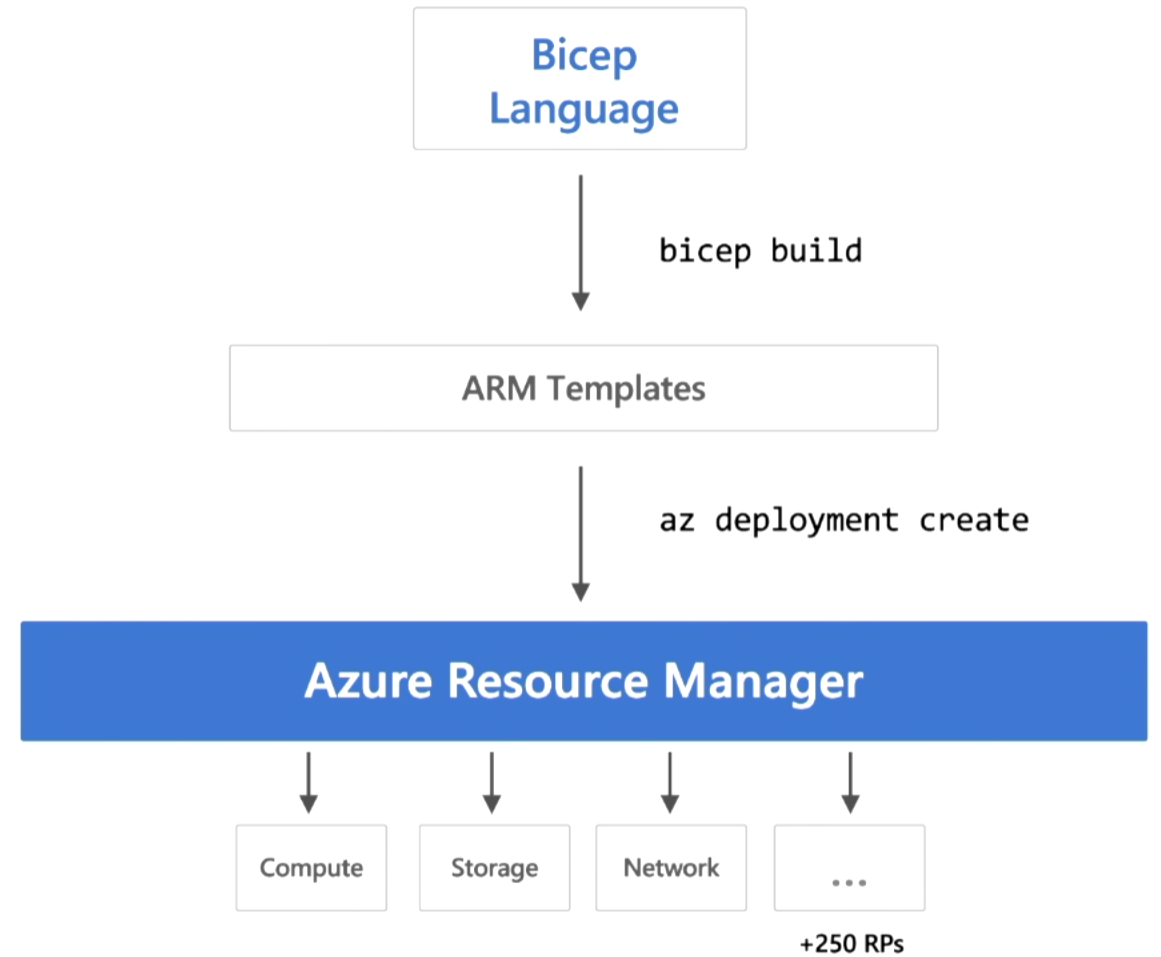 Bicep
Language
bicep build
ARM Templates
az deployment create
Azure Resource Manager
Compute
Storage
Network
...
+250 RPs